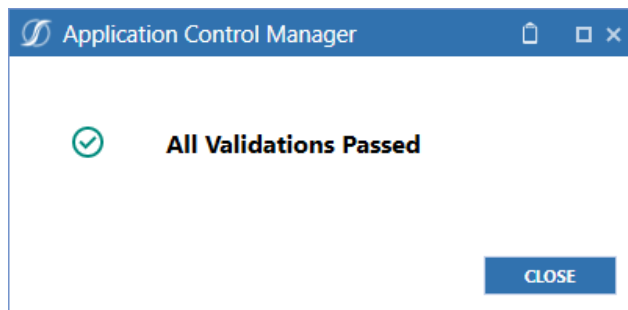 Application Control Manager
All Validations Passed
CLOSE